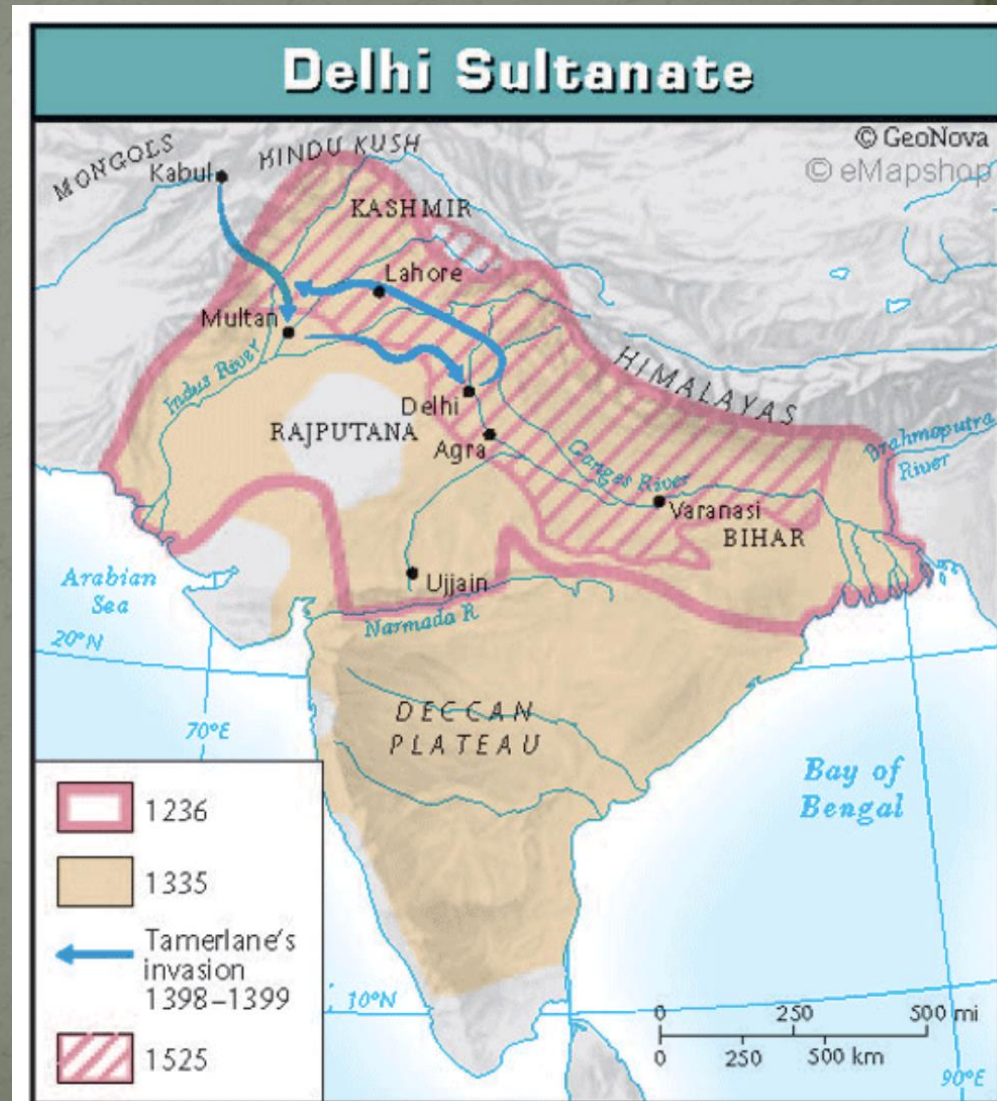 Delhi Sultanate
© GeoNova
© eMapshop
MONGOLS
HINDU KUSH
Kabul
KASHMIR
Lahore
Multan
Indus River
HIMALAYAS
Delhi
RAJPUTANA
Agra
Ganges River
Brahmaputra
River
Varanasi
BIHAR
Arabian
Sea
Ujjain
Narmada R
20°N
70°E
DECCAN
PLATEAU
Bay of
Bengal
1236
1335
Tamerlane's
invasion
1398–1399
1525
10°N
0 250 500 mi
0 250 500 km
90°E